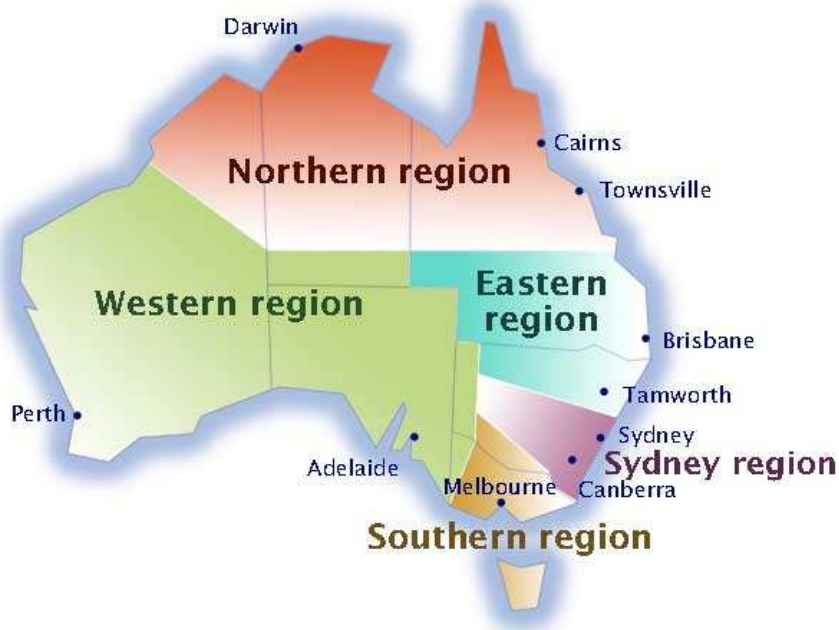 Darwin
Cairns
Northern region
Townsville
Eastern
region
Western region
Brisbane
Tamworth
Perth
Sydney
Adelaide
Sydney region
Melbourne
Canberra
Southern region